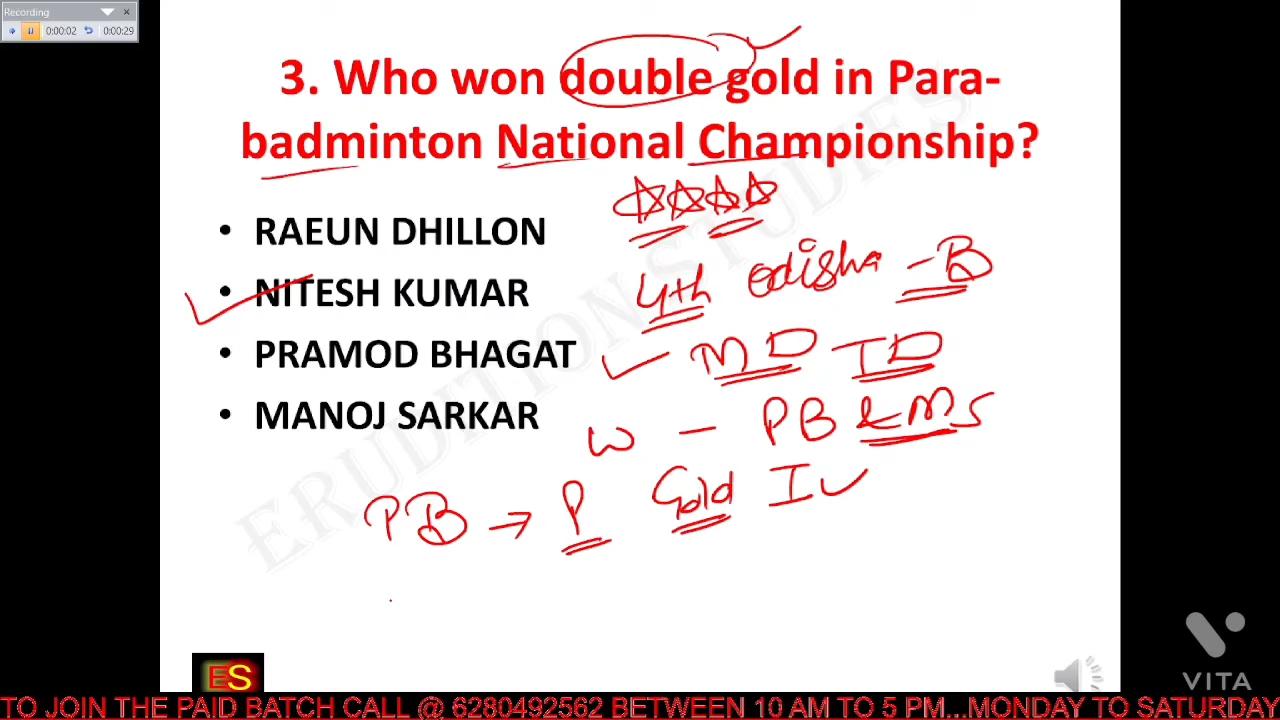 Recording
0:00:02 0:00:29
3. Who won double gold in Para-
badminton National Championship?
• RAEUN DHILLON
• NITESH KUMAR
• PRAMOD BHAGAT
• MANOJ SARKAR
4th odisha - B
MD TD
W - PB & MS
PB → P Gold I
ERUDITION STUDIES
ES
VITA
TO JOIN THE PAID BATCH CALL @ 6280492562 BETWEEN 10 AM TO 5 PM...MONDAY TO SATURDAY